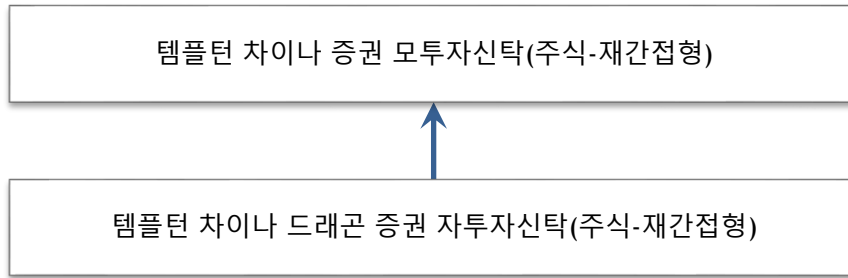 템플턴 차이나 증권 모투자신탁(주식-재간접형)
템플턴 차이나 드래곤 증권 자투자신탁(주식-재간접형)